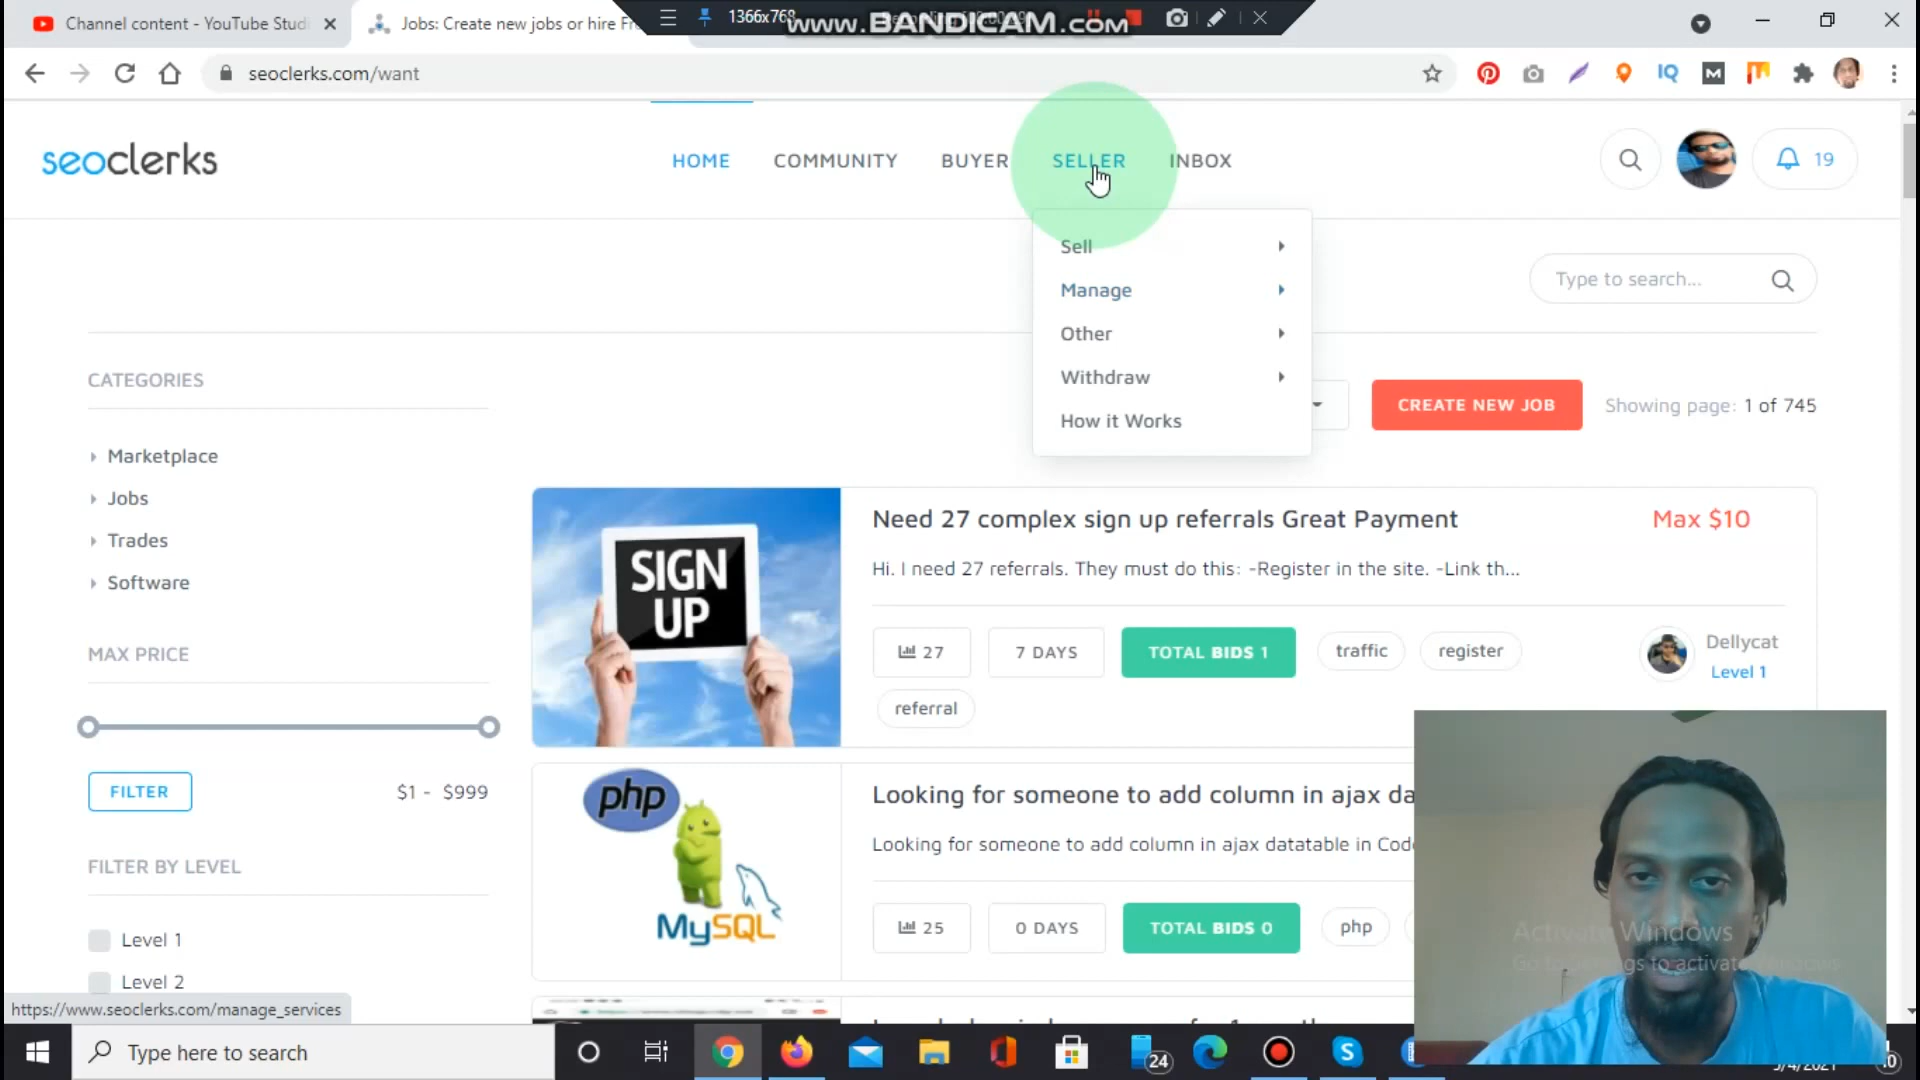 Channel content - YouTube Studi
Jobs: Create new jobs or hire Fr
1366x768
www.BANDICAM.com
seoclerks.com/want
IQ
M
seoclerks
HOME
COMMUNITY
BUYER
SELLER
INBOX
19
Sell
Manage
Other
Withdraw
How it Works
Type to search...
CATEGORIES
Marketplace
Jobs
Trades
Software
CREATE NEW JOB
Showing page: 1 of 745
MAX PRICE
FILTER
$1 - $999
FILTER BY LEVEL
Level 1
Level 2
SIGN
UP
Need 27 complex sign up referrals Great Payment
Max $10
Hi. I need 27 referrals. They must do this: -Register in the site. -Link th...
27
7 DAYS
TOTAL BIDS 1
traffic
register
referral
Dellycat
Level 1
php
MySQL
Looking for someone to add column in ajax da
Looking for someone to add column in ajax datatable in Cod
25
0 DAYS
TOTAL BIDS 0
php
Activate Windows
Go to Settings to activate Windows
https://www.seoclerks.com/manage_services
Type here to search
24